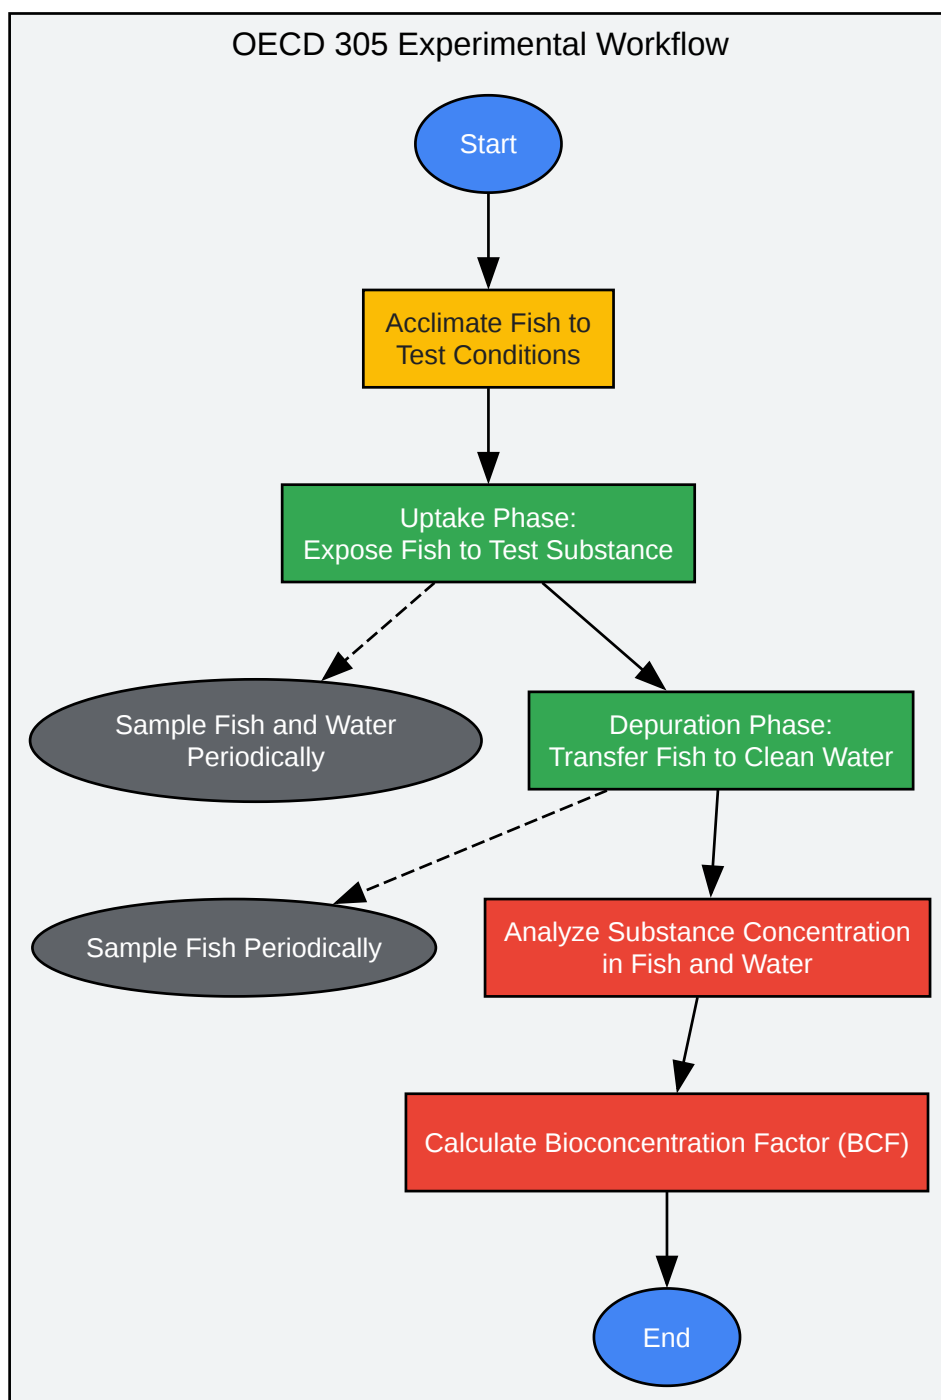 OECD 305 Experimental Workflow
Start
Acclimate Fish to
Test Conditions
Uptake Phase:
Expose Fish to Test Substance
Sample Fish and Water
Periodically
Depuration Phase:
Transfer Fish to Clean Water
Sample Fish Periodically
Analyze Substance Concentration
in Fish and Water
Calculate Bioconcentration Factor (BCF)
End